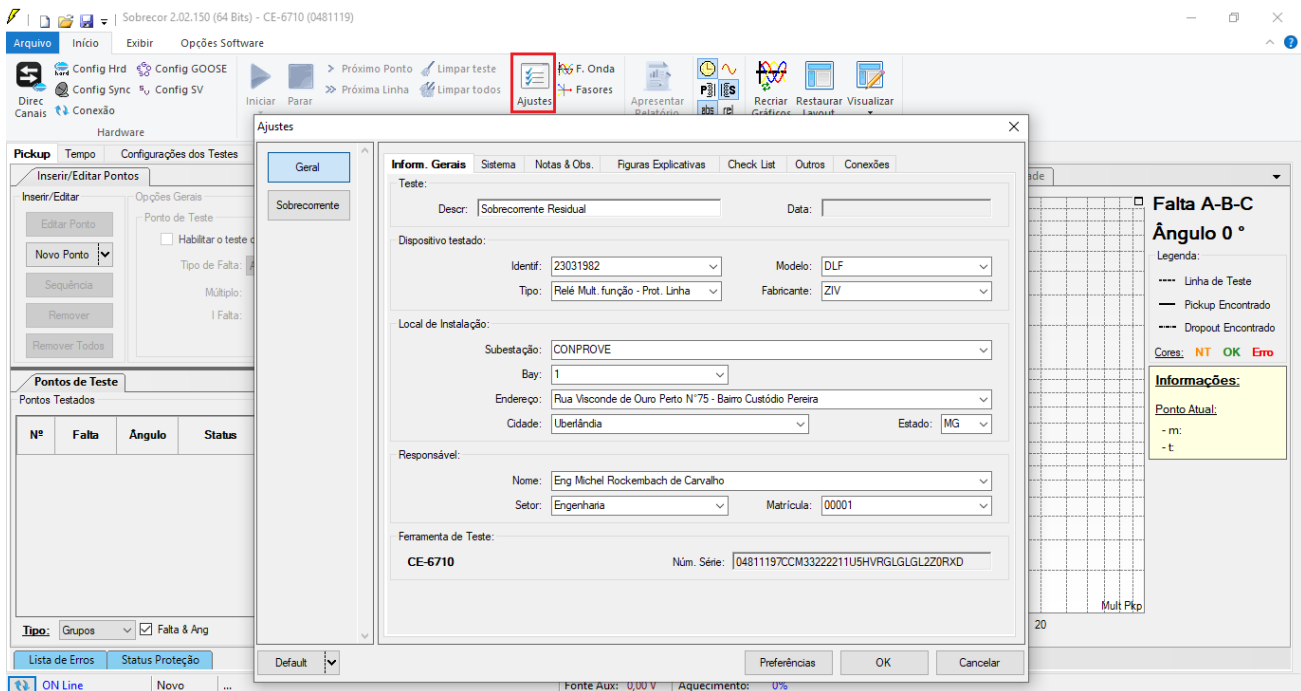 Sobrecor 2.02.150 (64 Bits) - CE-6710 (0481119)
Arquivo Início Exibir Opções Software
Direc Canais
Config Hrd Config GOOSE
Config Sync Config SV
Conexão
Hardware
Iniciar Parar
Próximo Ponto Limpar teste
Próxima Linha Limpar todos
Ajustes
F. Onda
Fasores
Apresentar Relatório
abs rel
Recriar Gráficos Restaurar Layout Visualizar
Pickup Tempo Configurações dos Testes
Inserir/Editar Pontos
Inserir/Editar
Editar Ponto
Novo Ponto
Sequência
Remover
Remover Todos
Opções Gerais
Ponto de Teste
Habilitar o teste
Tipo de Falta:
Múltiplo:
I Falta:
Pontos de Teste
Pontos Testados
Nº Falta Ângulo Status
Tipo: Grupos Falta & Ang
Lista de Erros Status Proteção
ON Line Novo ... Fonte Aux: 0,00 V Aquecimento: 0%
Ajustes
Geral
Sobrecorrente
Inform. Gerais Sistema Notas & Obs. Figuras Explicativas Check List Outros Conexões
Teste:
Descr: Sobrecorrente Residual Data:
Dispositivo testado:
Identif: 23031982 Modelo: DLF
Tipo: Relé Mult. função - Prot. Linha Fabricante: ZIV
Local de Instalação:
Subestação: CONPROVE
Bay: 1
Endereço: Rua Visconde de Ouro Perto N°75 - Bairro Custódio Pereira
Cidade: Uberlândia Estado: MG
Responsável:
Nome: Eng Michel Rockembach de Carvalho
Setor: Engenharia Matrícula: 00001
Ferramenta de Teste:
CE-6710 Núm. Série: 04811197CCM33222211U5HVRGLGLGL2Z0RXD
Default Preferências OK Cancelar
Mult Pkp
20
Falta A-B-C
Ângulo 0 °
Legenda:
Linha de Teste
Pickup Encontrado
Dropout Encontrado
Cores: NT OK Erro
Informações:
Ponto Atual:
- m:
- t: